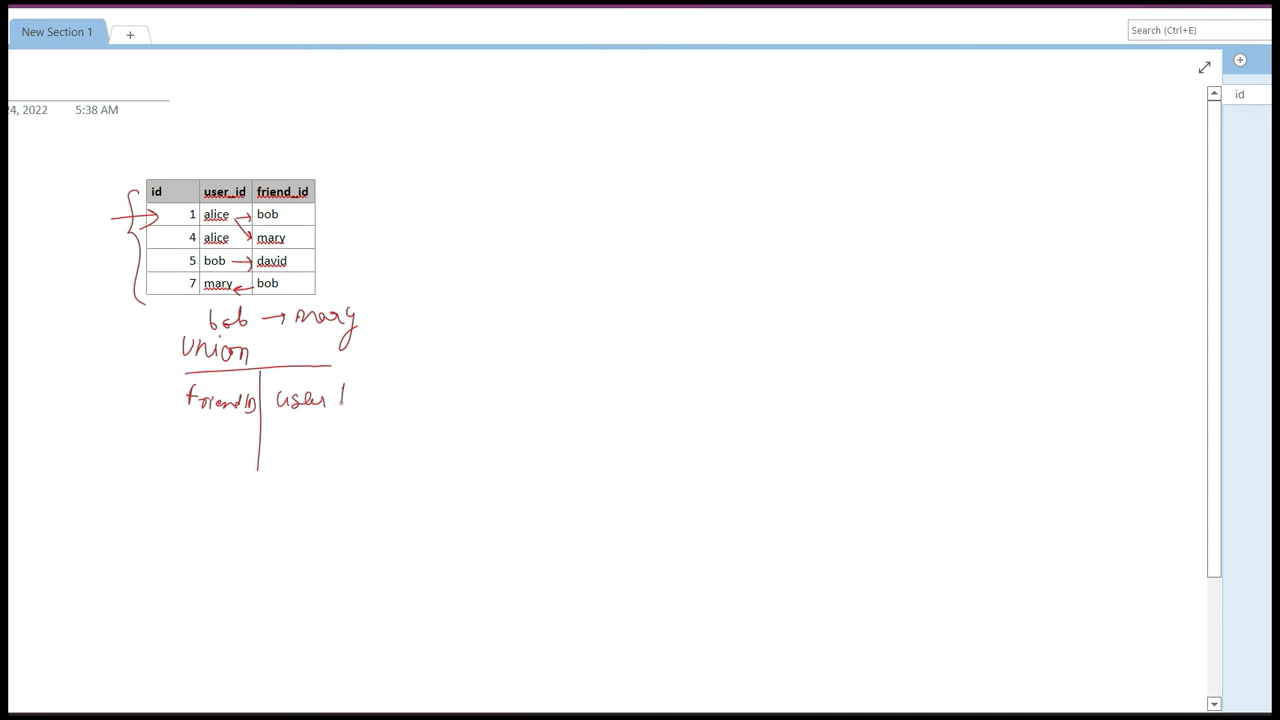 New Section 1 +
Search (Ctrl+E)
id
24, 2022 5:38 AM
id user_id friend_id
1 alice bob
4 alice mary
5 bob david
7 mary bob
bob → mary
Union
FriendID user